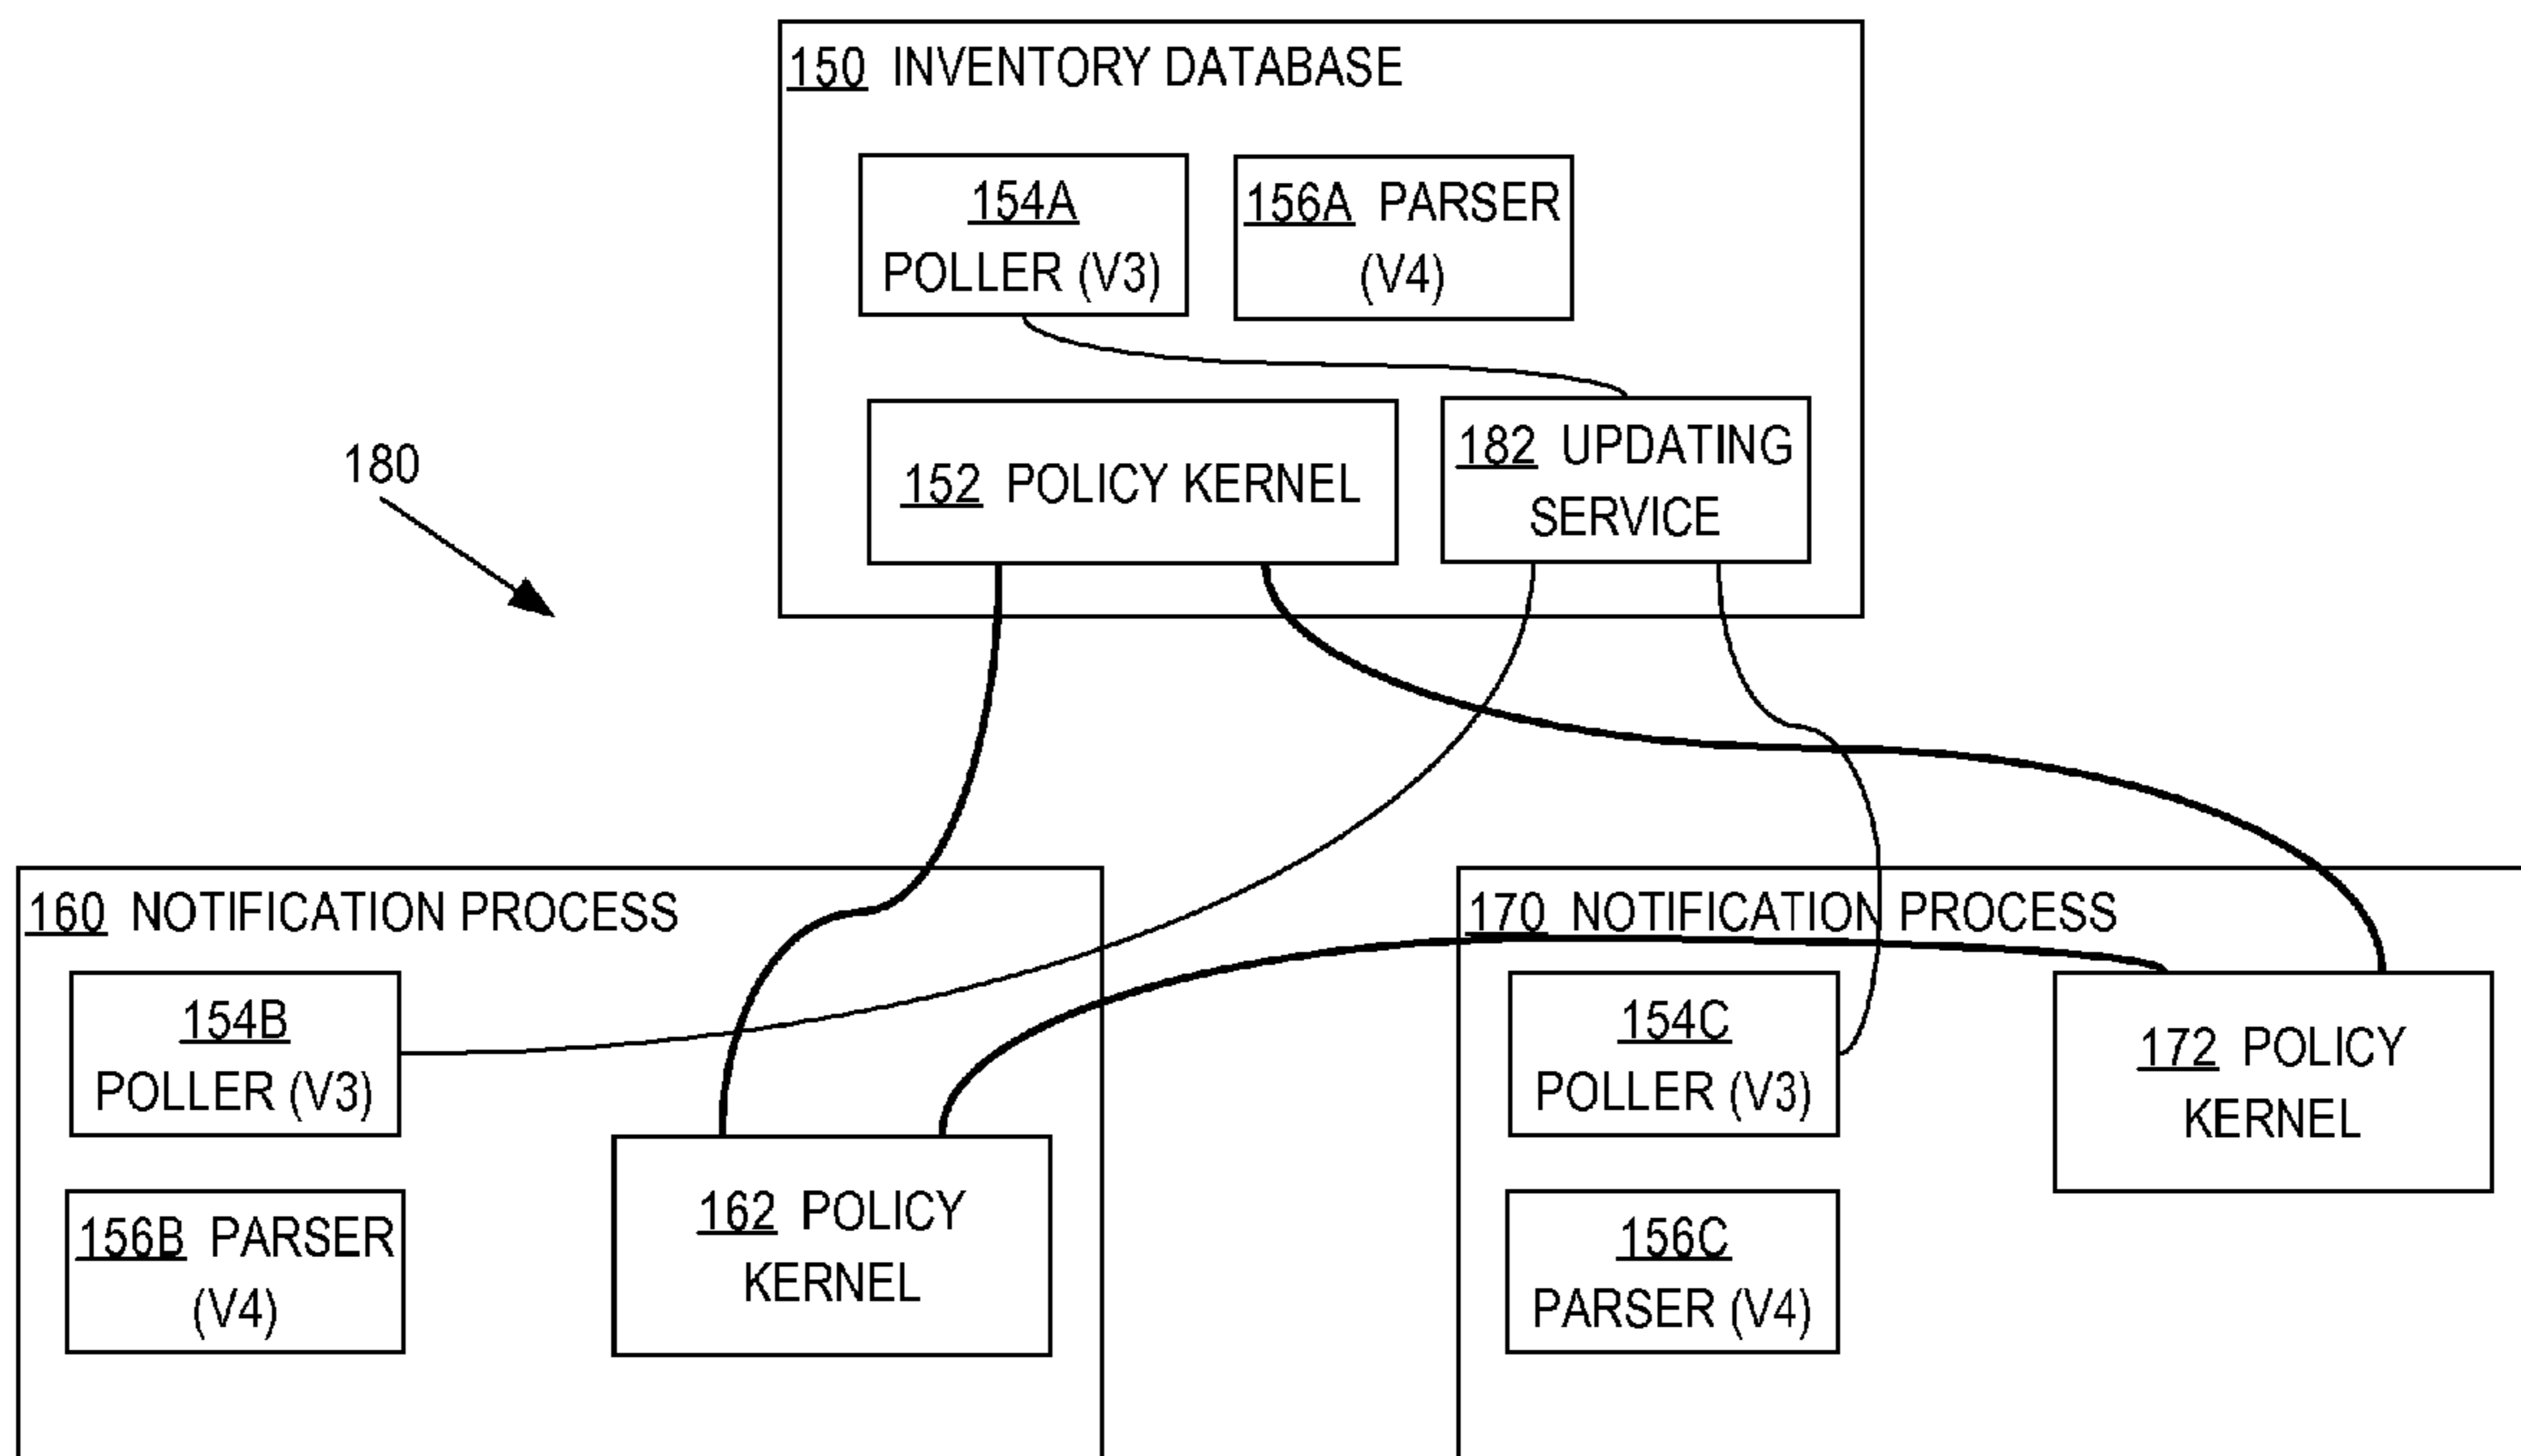 150 INVENTORY DATABASE
154A
POLLER (V3)
156A PARSER
(V4)
180
152 POLICY KERNEL
182 UPDATING
SERVICE
160 NOTIFICATION PROCESS
154B
POLLER (V3)
156B PARSER
(V4)
162 POLICY
KERNEL
170 NOTIFICATION PROCESS
154C
POLLER (V3)
156C
PARSER (V4)
172 POLICY
KERNEL